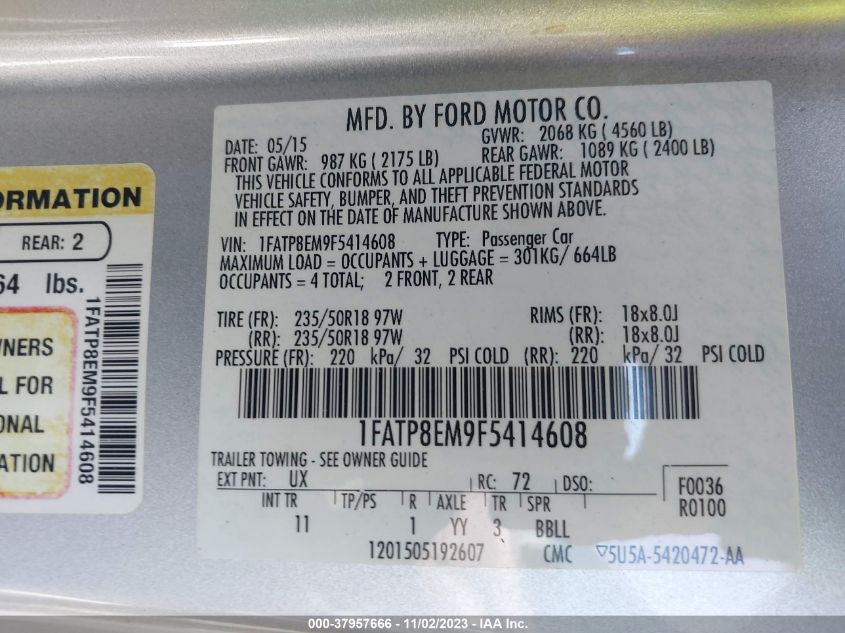 MFD. BY FORD MOTOR CO.
DATE: 05/15 GVWR: 2068 KG ( 4560 LB)
FRONT GAWR: 987 KG ( 2175 LB) REAR GAWR: 1089 KG ( 2400 LB)
THIS VEHICLE CONFORMS TO ALL APPLICABLE FEDERAL MOTOR
VEHICLE SAFETY, BUMPER, AND THEFT PREVENTION STANDARDS
IN EFFECT ON THE DATE OF MANUFACTURE SHOWN ABOVE.
VIN: 1FATP8EM9F5414608 TYPE: Passenger Car
MAXIMUM LOAD = OCCUPANTS + LUGGAGE = 301KG/ 664LB
OCCUPANTS = 4 TOTAL; 2 FRONT, 2 REAR
TIRE (FR): 235/50R18 97W RIMS (FR): 18x8.0J
(RR): 235/50R18 97W (RR): 18x8.0J
PRESSURE (FR): 220 kPa/ 32 PSI COLD (RR): 220 kPa/ 32 PSI COLD
1FATP8EM9F5414608
TRAILER TOWING - SEE OWNER GUIDE
EXT PNT: UX RC: 72 DSO: F0036
INT TR TP/PS R AXLE TR SPR R0100
11 1 YY 3 BBLL
1201505192607 CMC 5U5A-5420472-AA
ORMATION
REAR: 2
64 lbs.
WNERS
L FOR
ONAL
ATION
1FATP8EM9F5414608
000-37957666 - 11/02/2023 - IAA Inc.